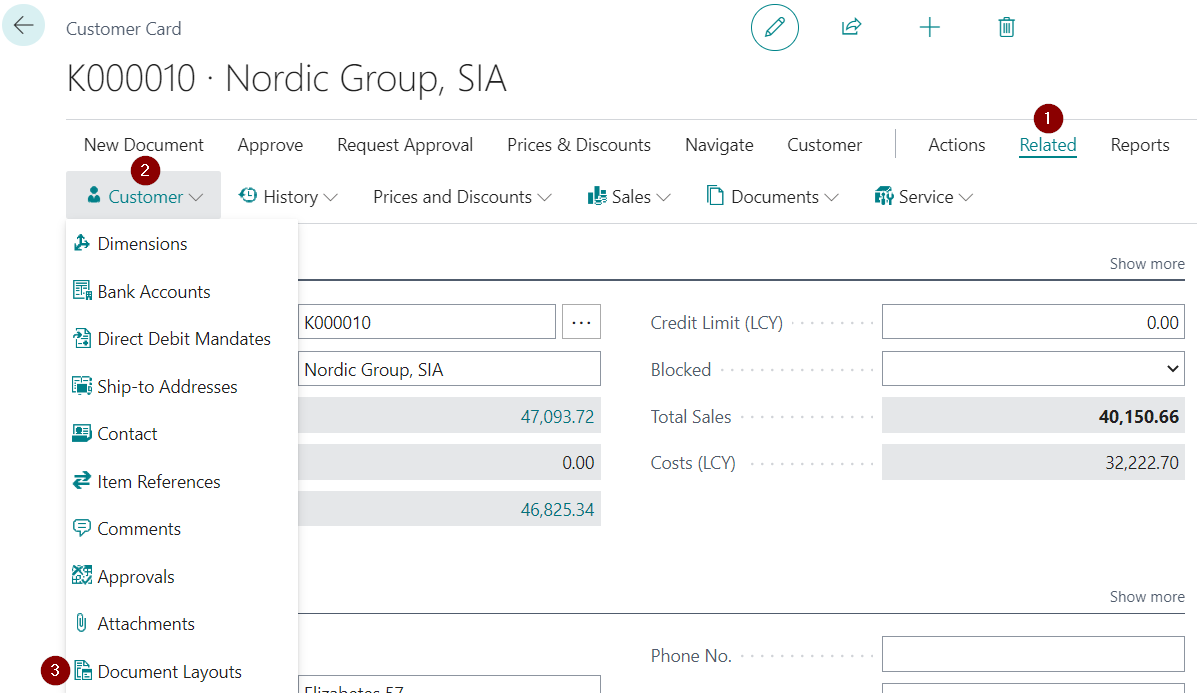 Customer Card
K000010 · Nordic Group, SIA
1
New Document Approve Request Approval Prices & Discounts Navigate Customer Actions Related Reports
2
Customer History Prices and Discounts Sales Documents Service
Dimensions
Show more
Bank Accounts
K000010 ... Credit Limit (LCY) 0.00
Direct Debit Mandates
Nordic Group, SIA Blocked
Ship-to Addresses
47,093.72 Total Sales 40,150.66
Contact
0.00 Costs (LCY) 32,222.70
Item References
46,825.34
Comments
Approvals
Show more
Attachments
Phone No.
3 Document Layouts
Elizabetes 57